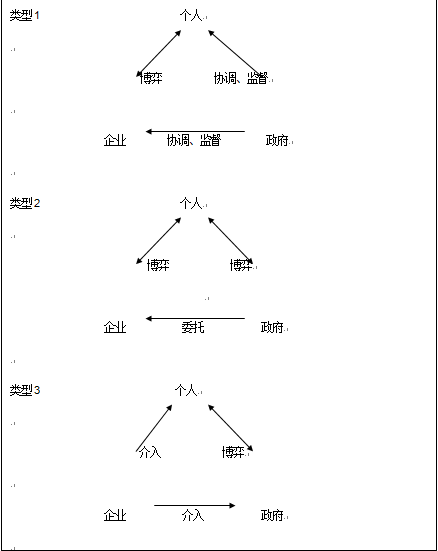 类型1 个人
博弈 协调、监督
企业 协调、监督 政府
类型2 个人
博弈 博弈
企业 委托 政府
类型3 个人
介入 博弈
企业 介入 政府